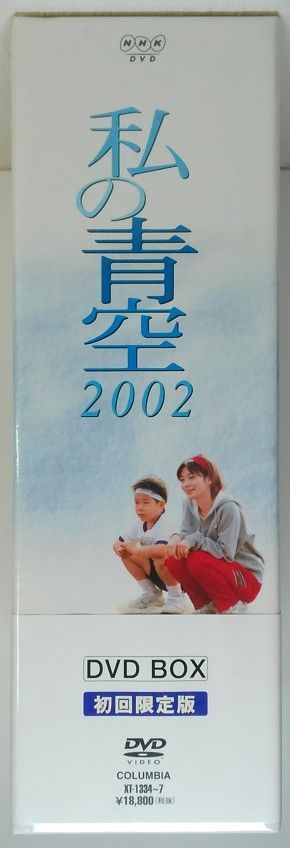 NHK
DVD
私の青空
2002
DVD BOX
初回限定版
DVD
VIDEO
COLUMBIA
XT-1334~7
¥18,800(税抜)